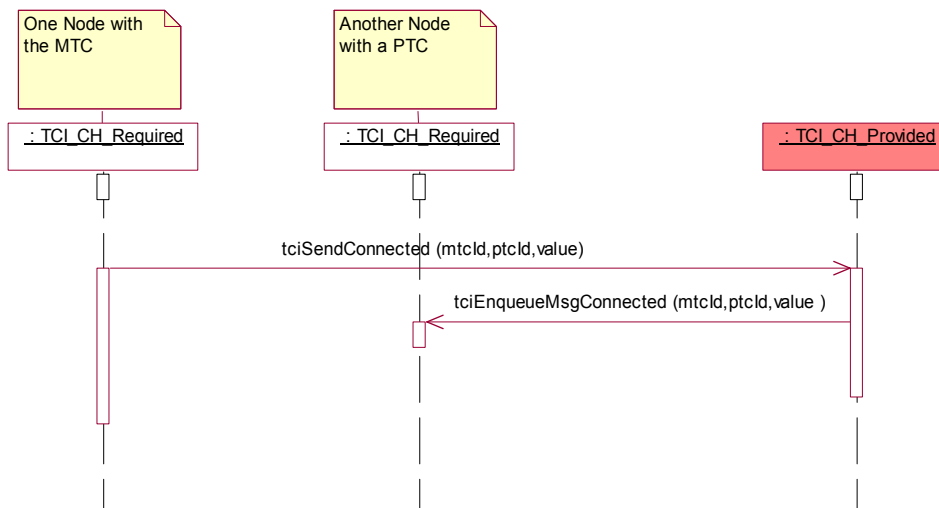 One Node with
the MTC
Another Node
with a PTC
: TCI_CH_Required
: TCI_CH_Required
: TCI_CH_Provided
tciSendConnected (mtcId,ptcId,value)
tciEnqueueMsgConnected (mtcId,ptcId,value )